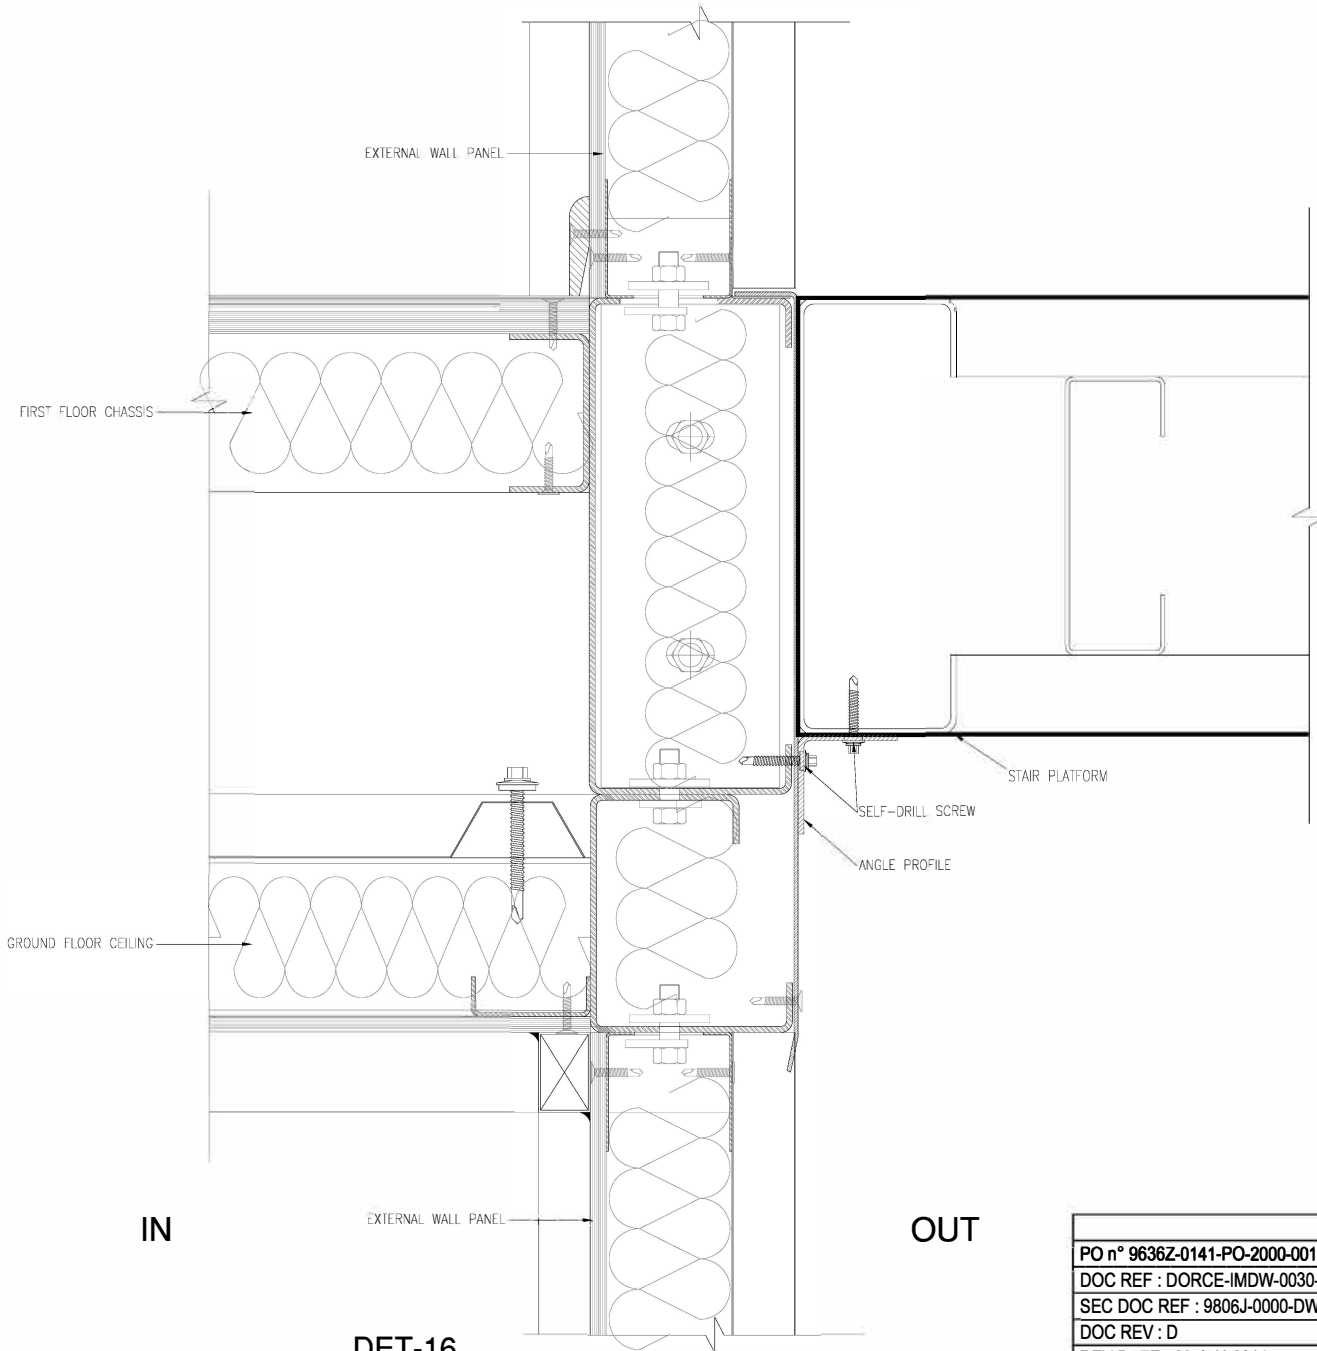 EXTERNAL WALL PANEL
FIRST FLOOR CHASSIS
STAIR PLATFORM
SELF-DRILL SCREW
ANGLE PROFILE
GROUND FLOOR CEILING
EXTERNAL WALL PANEL
IN
OUT
PO n° 9636Z-0141-PO-2000-001
DOC REF : DORCE-IMDW-0030-
SEC DOC REF : 9806J-0000-DW
DOC REV : D
DET-16